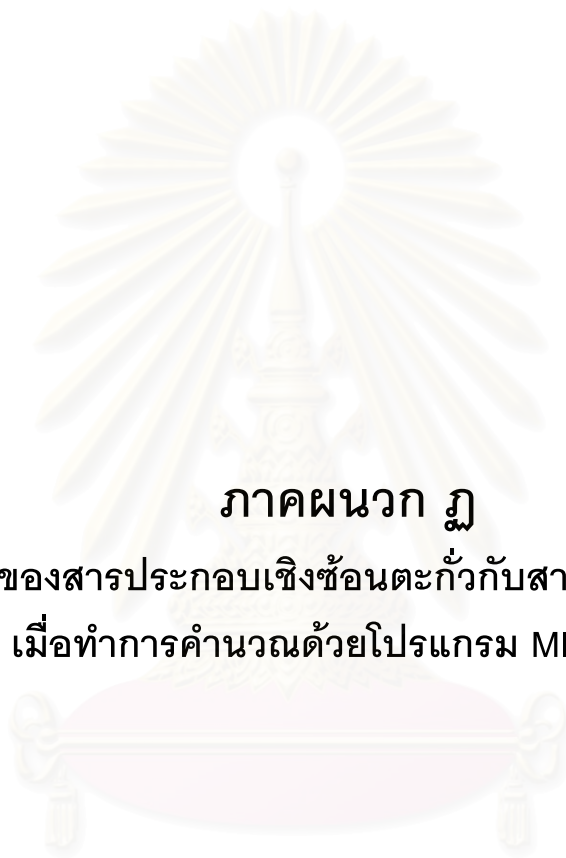 ภาคผนวก ฏ
ของสารประกอบเชิงซ้อนตะกั่วกับสา
เมื่อทำการคำนวณด้วยโปรแกรม